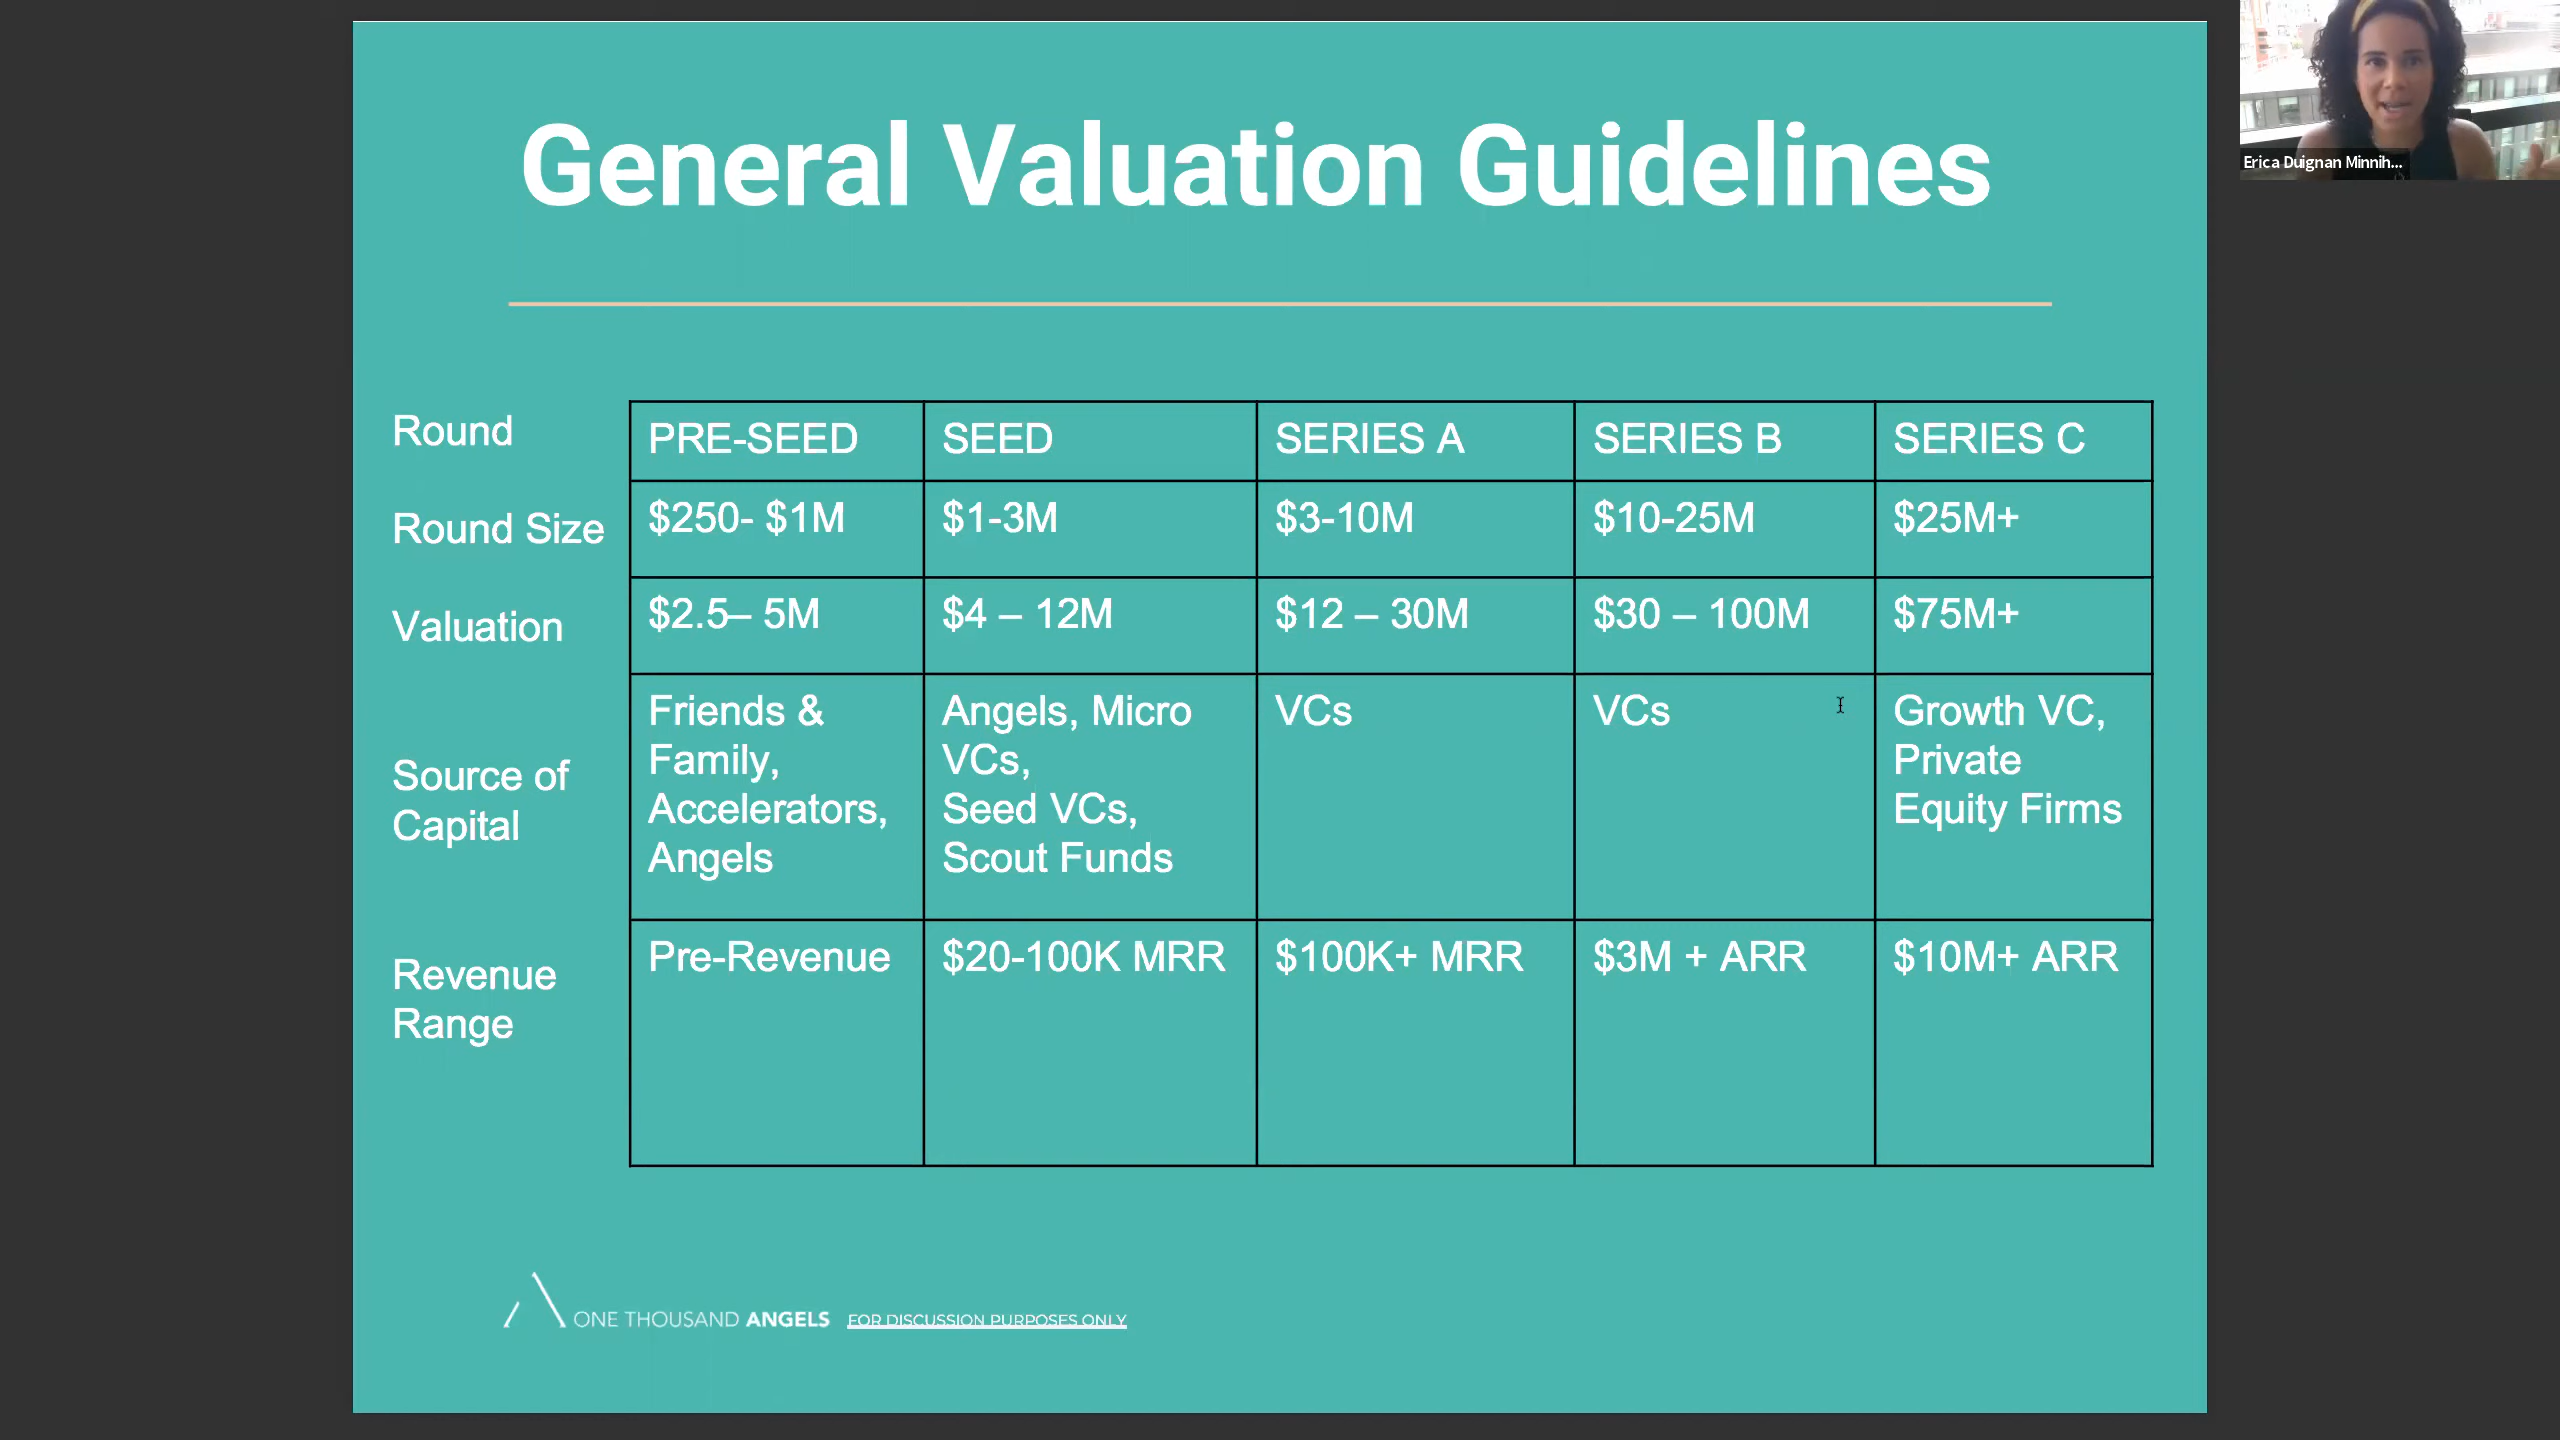 General Valuation Guidelines
Erica Duignan Minnih...
Round
PRE-SEED
SEED
SERIES A
SERIES B
SERIES C
Round Size
$250- $1M
$1-3M
$3-10M
$10-25M
$25M+
Valuation
$2.5– 5M
$4 – 12M
$12 – 30M
$30 – 100M
$75M+
Source of
Capital
Friends &
Family,
Accelerators,
Angels
Angels, Micro
VCs,
Seed VCs,
Scout Funds
VCs
VCs
Growth VC,
Private
Equity Firms
Revenue
Range
Pre-Revenue
$20-100K MRR
$100K+ MRR
$3M + ARR
$10M+ ARR
ONE THOUSAND ANGELS
FOR DISCUSSION PURPOSES ONLY